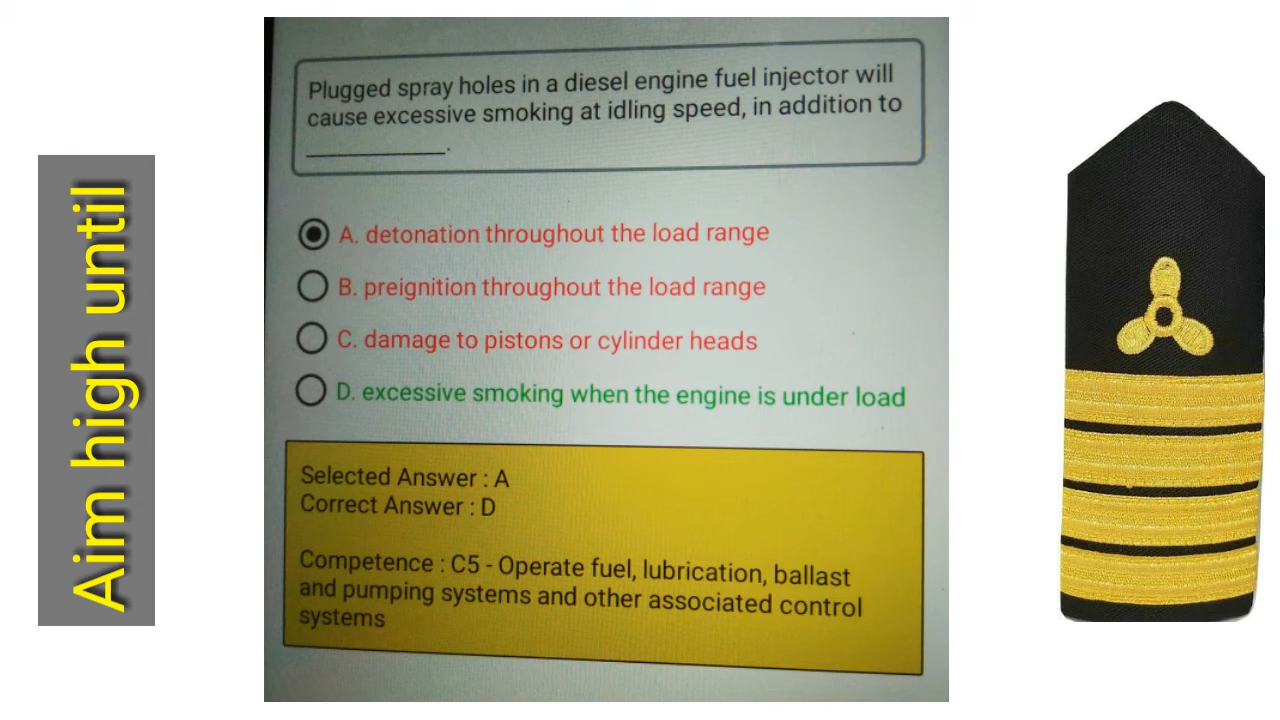 Aim high until
Plugged spray holes in a diesel engine fuel injector will
cause excessive smoking at idling speed, in addition to
____________.
A. detonation throughout the load range
B. preignition throughout the load range
C. damage to pistons or cylinder heads
D. excessive smoking when the engine is under load
Selected Answer : A
Correct Answer : D
Competence : C5 - Operate fuel, lubrication, ballast
and pumping systems and other associated control
systems